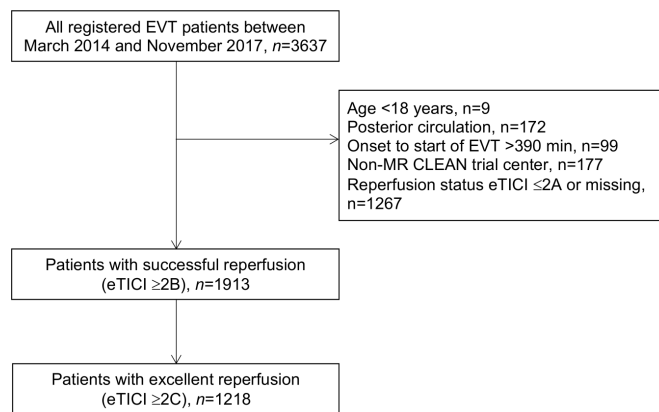 All registered EVT patients between
March 2014 and November 2017, n=3637
Age <18 years, n=9
Posterior circulation, n=172
Onset to start of EVT >390 min, n=99
Non-MR CLEAN trial center, n=177
Reperfusion status eTICI ≤2A or missing,
n=1267
Patients with successful reperfusion
(eTICI ≥2B), n=1913
Patients with excellent reperfusion
(eTICI ≥2C), n=1218